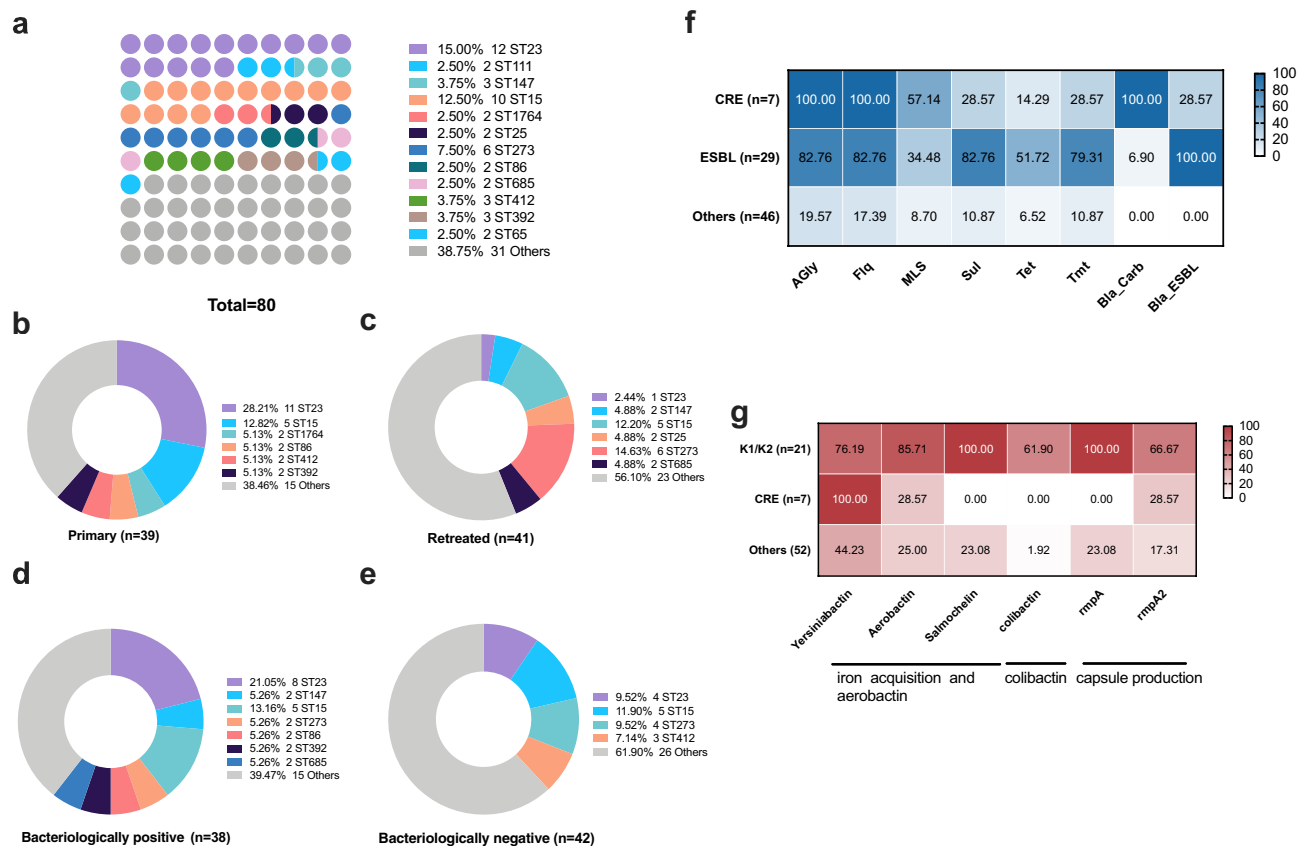 a
15.00% 12 ST23
2.50% 2 ST111
3.75% 3 ST147
12.50% 10 ST15
2.50% 2 ST1764
2.50% 2 ST25
7.50% 6 ST273
2.50% 2 ST86
2.50% 2 ST685
3.75% 3 ST412
3.75% 3 ST392
2.50% 2 ST65
38.75% 31 Others
Total=80
b
28.21% 11 ST23
12.82% 5 ST15
5.13% 2 ST1764
5.13% 2 ST86
5.13% 2 ST412
5.13% 2 ST392
38.46% 15 Others
Primary (n=39)
c
2.44% 1 ST23
4.88% 2 ST147
12.20% 5 ST15
4.88% 2 ST25
14.63% 6 ST273
4.88% 2 ST685
56.10% 23 Others
Retreated (n=41)
d
21.05% 8 ST23
5.26% 2 ST147
13.16% 5 ST15
5.26% 2 ST273
5.26% 2 ST86
5.26% 2 ST392
5.26% 2 ST685
39.47% 15 Others
Bacteriologically positive (n=38)
e
9.52% 4 ST23
11.90% 5 ST15
9.52% 4 ST273
7.14% 3 ST412
61.90% 26 Others
Bacteriologically negative (n=42)
f
CRE (n=7) 100.00 100.00 57.14 28.57 14.29 28.57 100.00 28.57
ESBL (n=29) 82.76 82.76 34.48 82.76 51.72 79.31 6.90 100.00
Others (n=46) 19.57 17.39 8.70 10.87 6.52 10.87 0.00 0.00
AGly Flq MLS Sul Tet Tmt Bla_Carb Bla_ESBL
100
80
60
40
20
0
g
K1/K2 (n=21) 76.19 85.71 100.00 61.90 100.00 66.67
CRE (n=7) 100.00 28.57 0.00 0.00 0.00 28.57
Others (52) 44.23 25.00 23.08 1.92 23.08 17.31
Yersiniabactin Aerobactin Salmochelin colibactin rmpA rmpA2
iron acquisition and colibactin capsule production
aerobactin
100
80
60
40
20
0